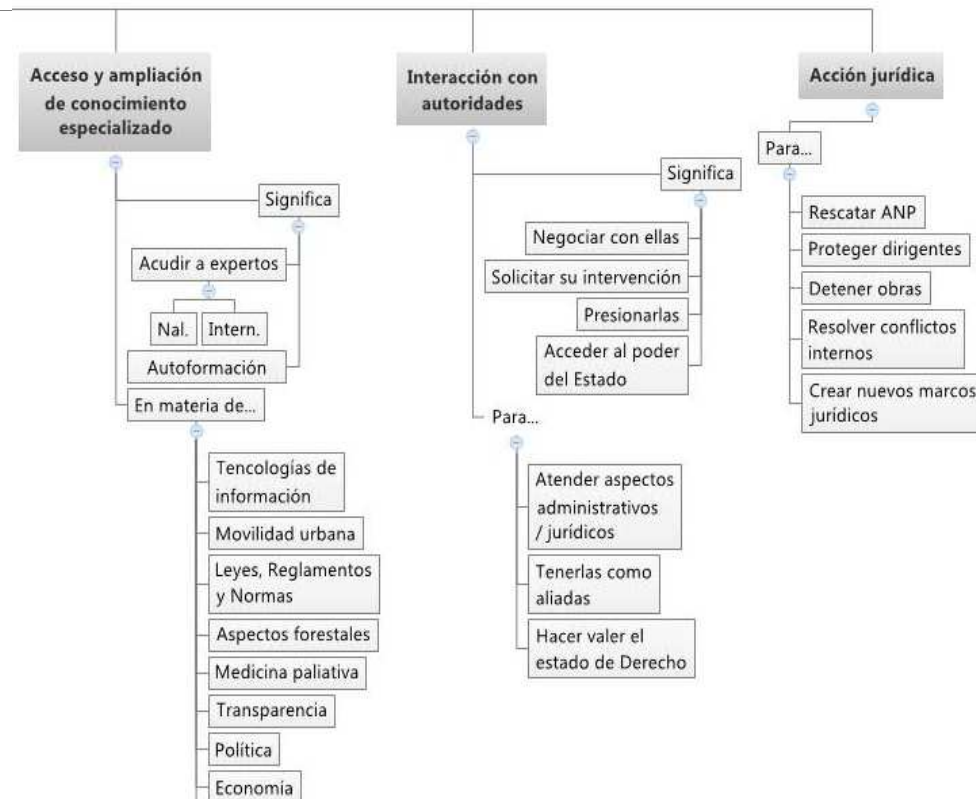 Acceso y ampliación
de conocimiento
especializado
Significa
Acudir a expertos
Nal.
Intern.
Autoformación
En materia de...
Tencologías de
información
Movilidad urbana
Leyes, Reglamentos
y Normas
Aspectos forestales
Medicina paliativa
Transparencia
Política
Economía
Interacción con
autoridades
Significa
Negociar con ellas
Solicitar su intervención
Presionarlas
Acceder al poder
del Estado
Para...
Atender aspectos
administrativos
/ jurídicos
Tenerlas como
aliadas
Hacer valer el
estado de Derecho
Acción jurídica
Para...
Rescatar ANP
Proteger dirigentes
Detener obras
Resolver conflictos
internos
Crear nuevos marcos
jurídicos